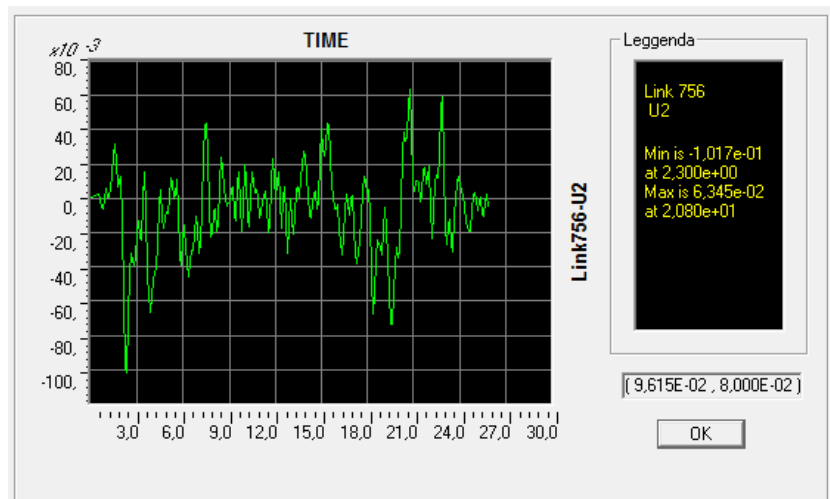 TIME
x10 -3
80,
60,
40,
20,
0,
-20,
-40,
-60,
-80,
-100,
3,0 6,0 9,0 12,0 15,0 18,0 21,0 24,0 27,0 30,0
Link756-U2
Leggenda
Link 756
U2
Min is -1,017e-01
at 2,300e+00
Max is 6,345e-02
at 2,080e+01
( 9,615E-02 , 8,000E-02 )
OK